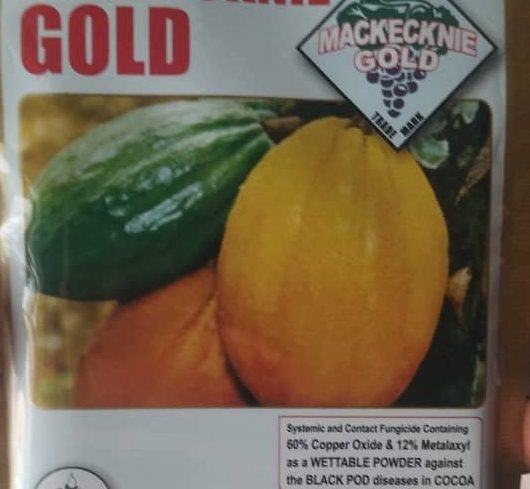 GOLD
MACKECKNIE
GOLD
TRADE MARK
Systemic and Contact Fungicide Containing
60% Copper Oxide & 12% Metalaxyl
as a WETTABLE POWDER against
the BLACK POD diseases in COCOA